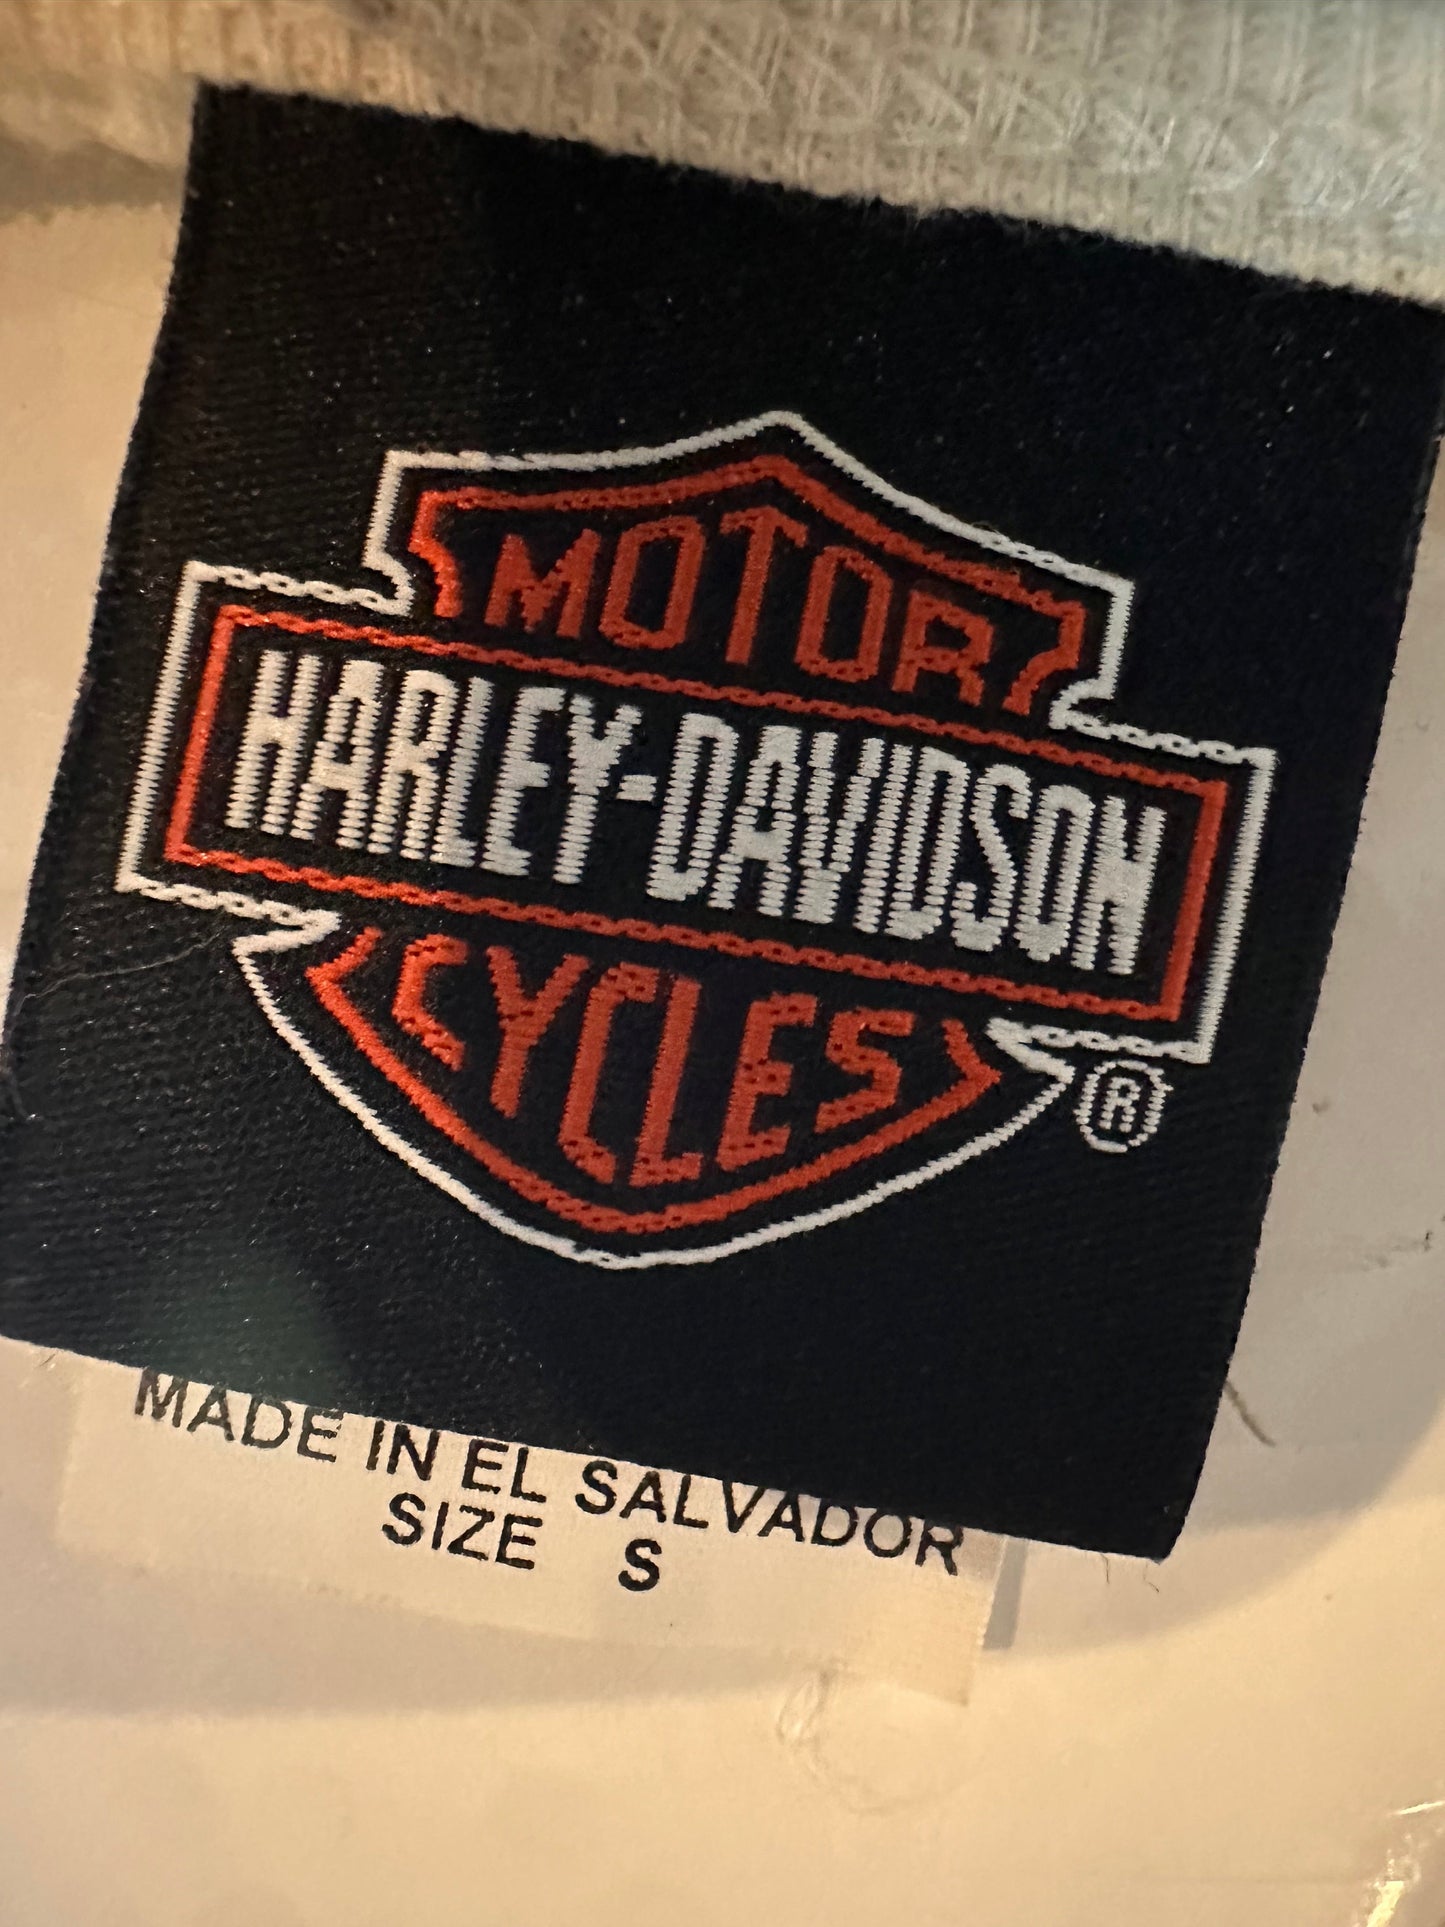 MOTOR
HARLEY-DAVIDSON
CYCLES
®
MADE IN EL SALVADOR
SIZE S